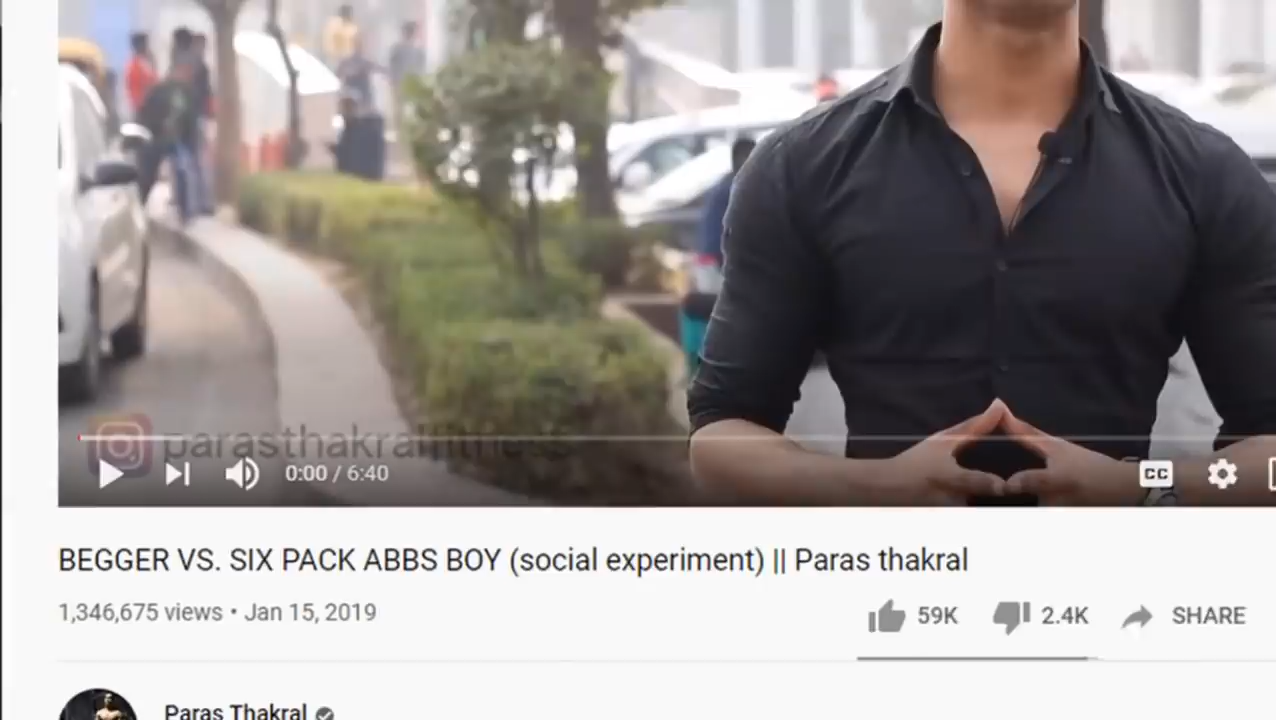 parasthakralfitness
0:00 / 6:40
CC
BEGGER VS. SIX PACK ABBS BOY (social experiment) || Paras thakral
1,346,675 views • Jan 15, 2019
59K
2.4K
SHARE
Paras Thakral